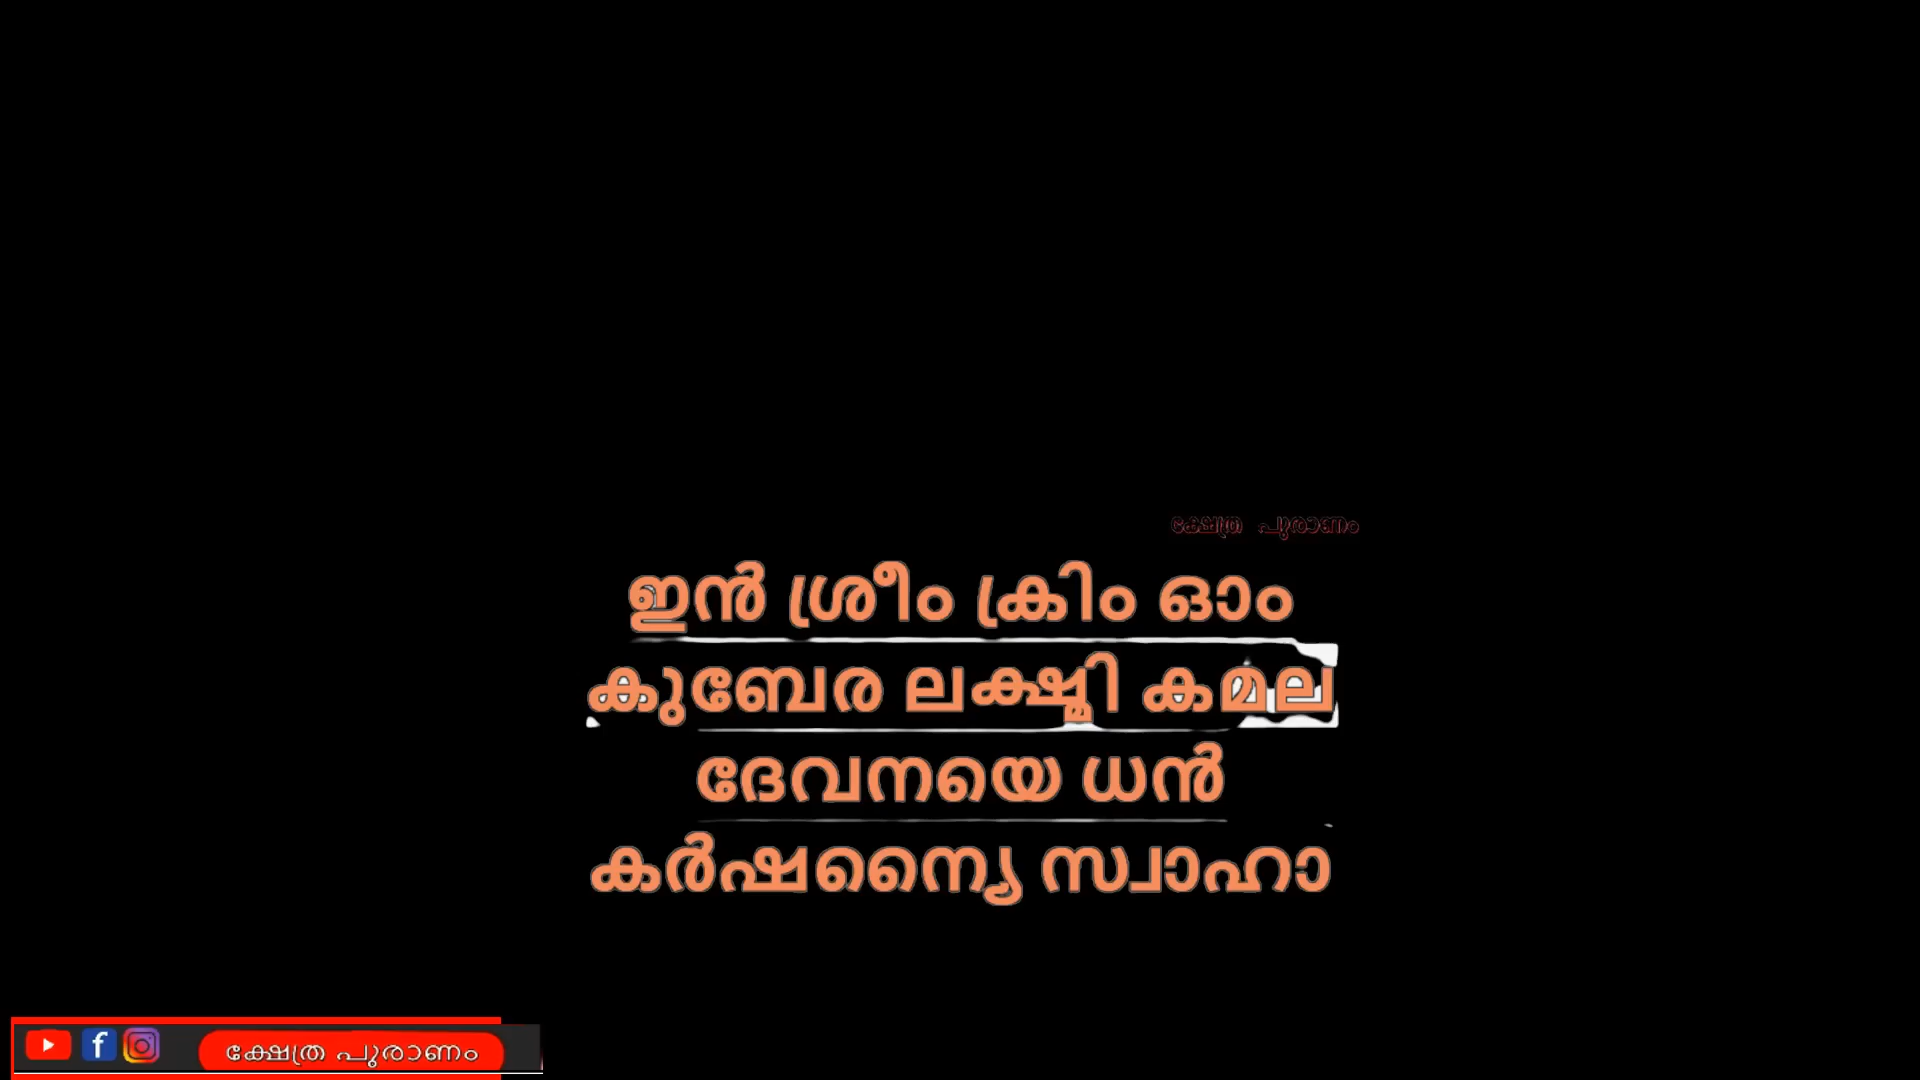 ക്ഷേത്ര പുരാണം
ഇൻ ശ്രീം ക്രിം ഓം
കുബേര ലക്ഷ്മി കമല
ദേവനയെ ധൻ
കർഷന്യൈ സ്വാഹാ
ക്ഷേത്ര പുരാണം